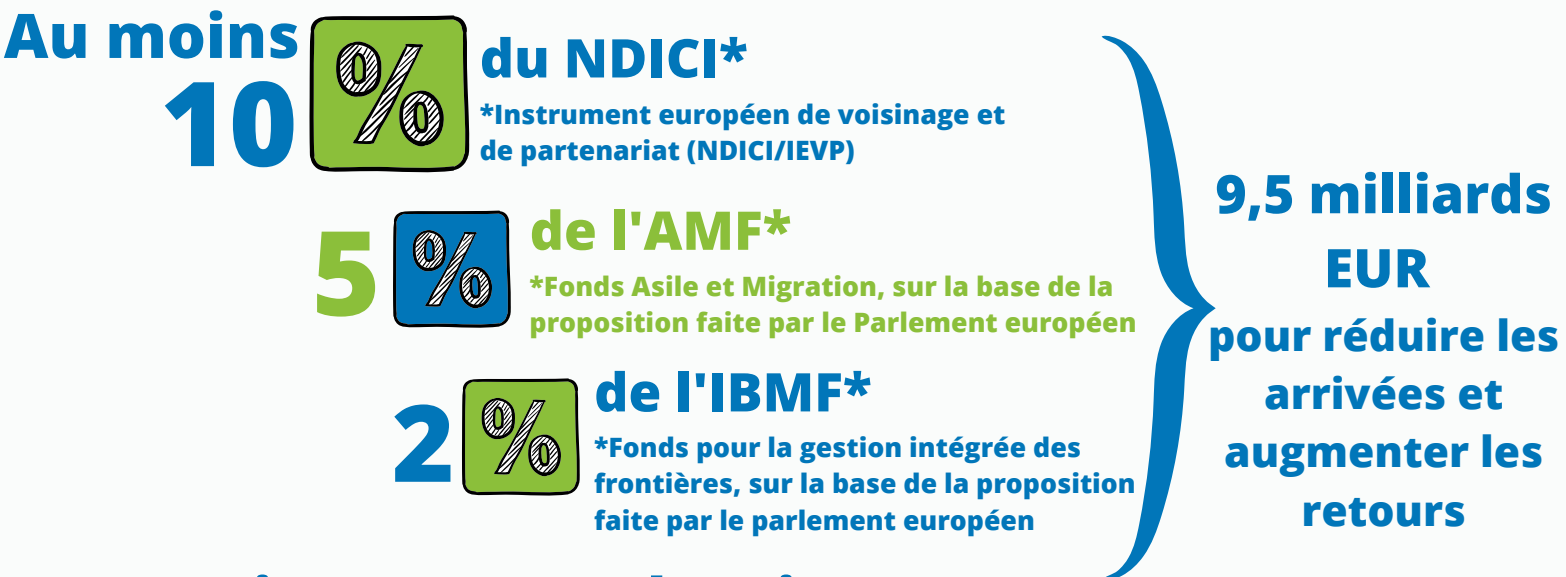 Au moins
10 %
du NDICI*
*Instrument européen de voisinage et
de partenariat (NDICI/IEVP)
5 %
de l'AMF*
*Fonds Asile et Migration, sur la base de la
proposition faite par le Parlement européen
2 %
de l'IBMF*
*Fonds pour la gestion intégrée des
frontières, sur la base de la proposition
faite par le parlement européen
9,5 milliards
EUR
pour réduire les
arrivées et
augmenter les
retours